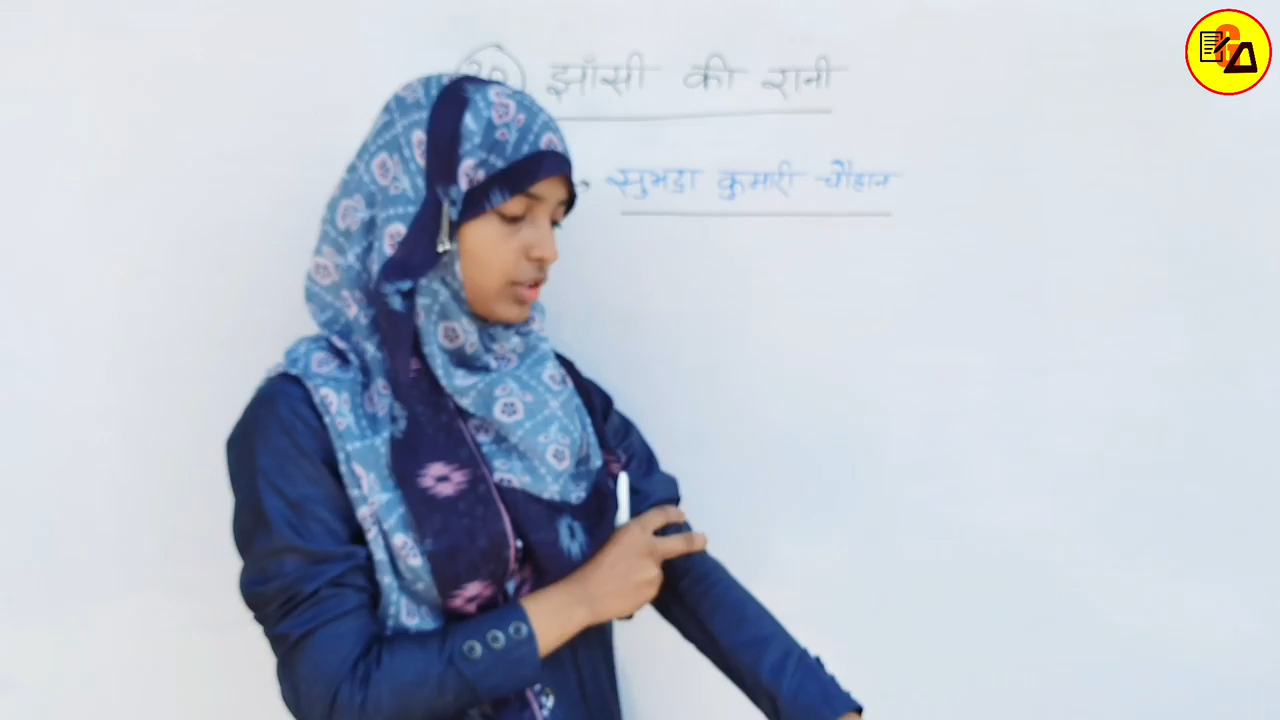 झाँसी की रानी
सुभद्रा कुमारी चौहान